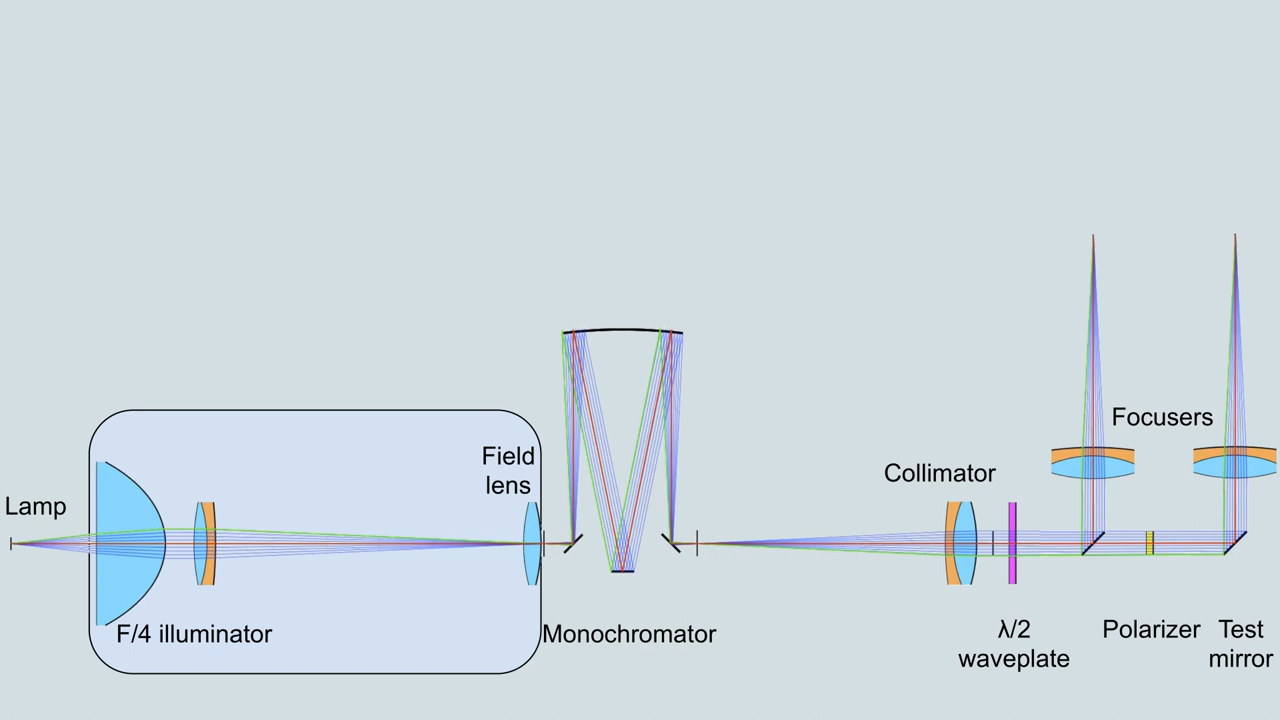 Lamp
F/4 illuminator
Field
lens
Monochromator
Collimator
λ/2
waveplate
Focusers
Polarizer
Test
mirror